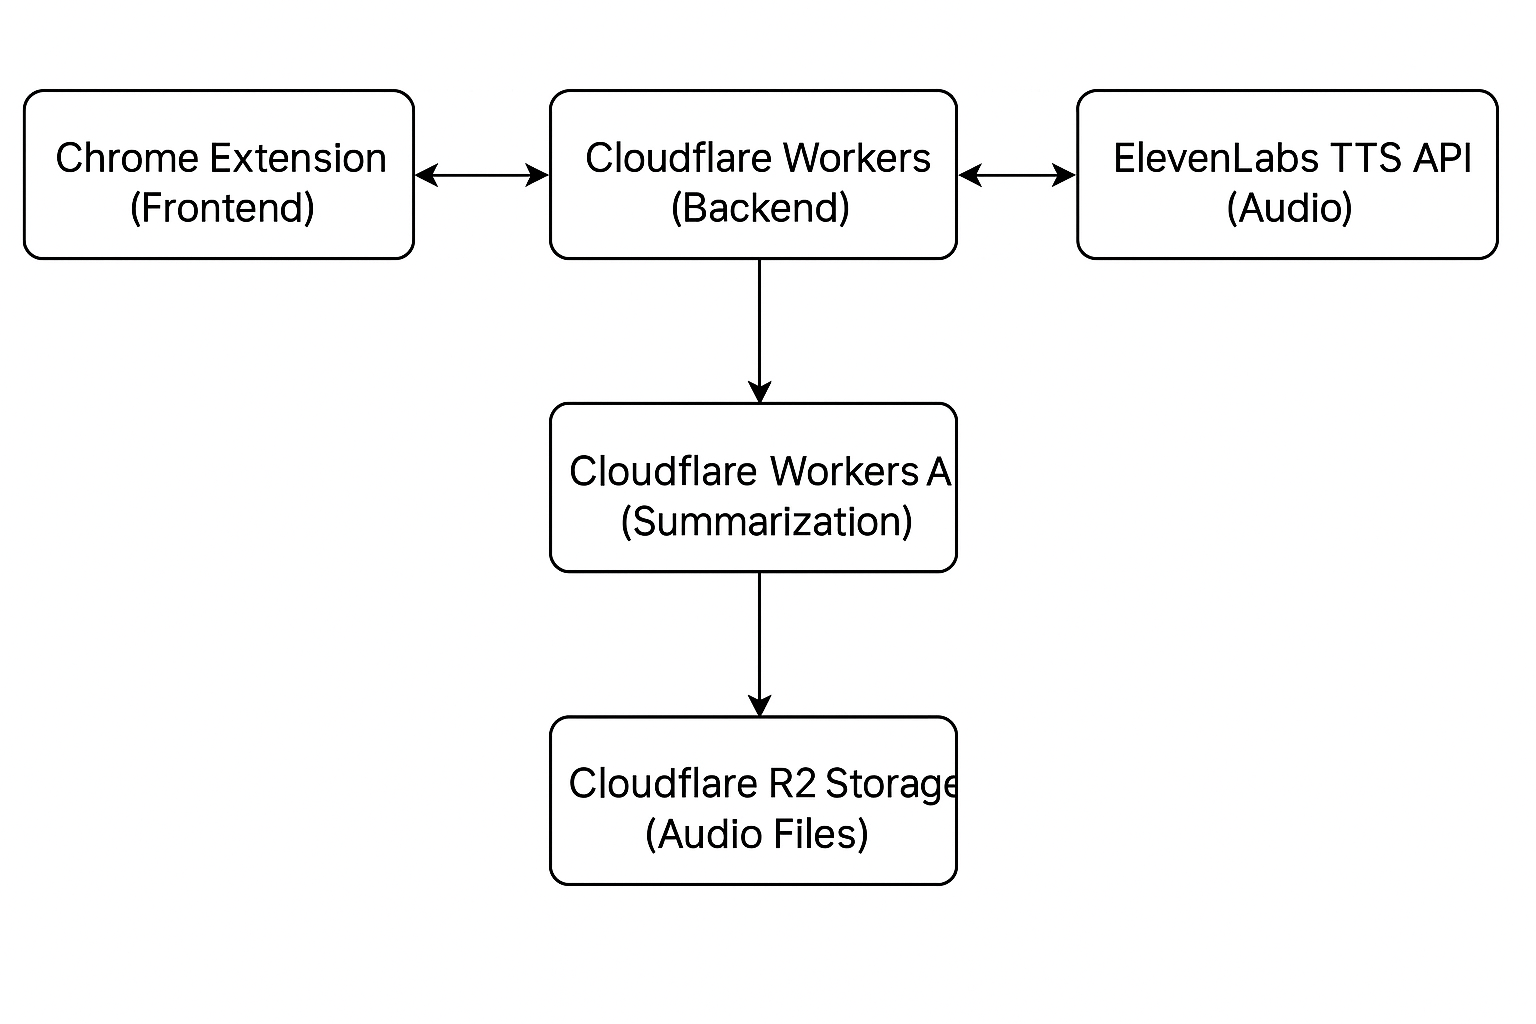 Chrome Extension
(Frontend)
Cloudflare Workers
(Backend)
ElevenLabs TTS API
(Audio)
Cloudflare Workers A
(Summarization)
Cloudflare R2 Storage
(Audio Files)